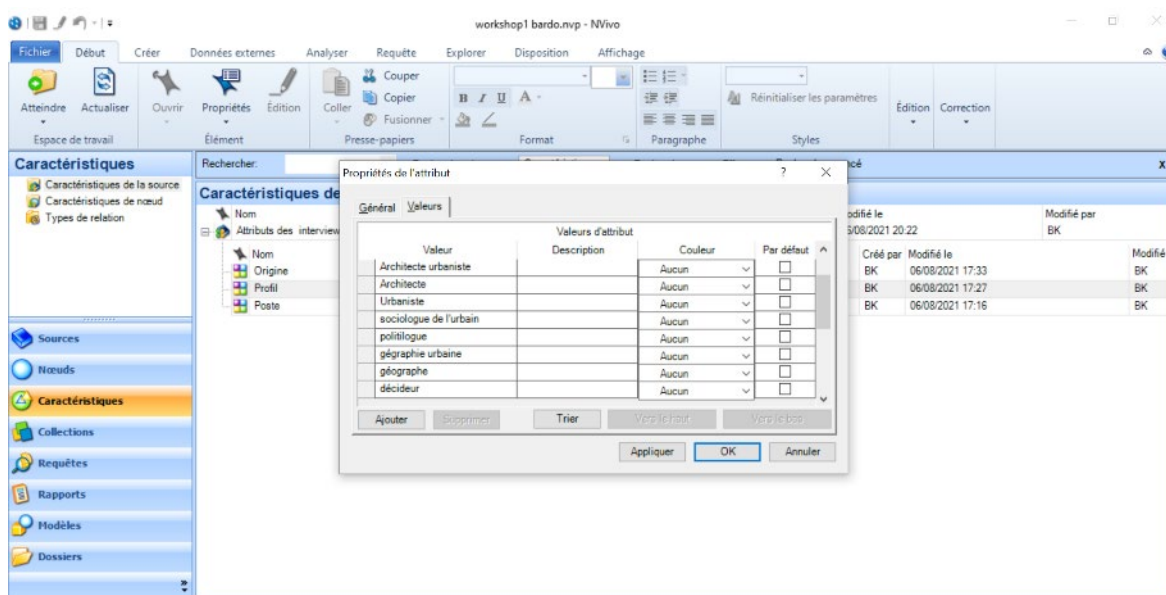 workshop1 bardo.nvp - NVivo
Fichier Début Créer Données externes Analyser Requête Explorer Disposition Affichage
Atteindre Actualiser Ouvrir Propriétés Édition Coller
Couper
Copier
Fusionner
B I U A
Réinitialiser les paramètres
Édition Correction
Espace de travail Élément Presse-papiers Format Paragraphe Styles
Caractéristiques
Caractéristiques de la source
Caractéristiques de nœud
Types de relation
Sources
Nœuds
Caractéristiques
Collections
Requêtes
Rapports
Modèles
Dossiers
Rechercher:
Caractéristiques de
Nom
Attributs des interview
Nom
Origine
Profil
Poste
Propriétés de l'attribut ? X
Général Valeurs
Valeurs d'attribut
Valeur Description Couleur Par défaut
Architecte urbaniste Aucun
Architecte Aucun
Urbaniste Aucun
sociologue de l'urbain Aucun
politilogue Aucun
gégraphie urbaine Aucun
géographe Aucun
décideur Aucun
Ajouter Supprimer Trier Vers le haut Vers le bas
Appliquer OK Annuler
odifié le Modifié par
6/08/2021 20:22 BK
Créé par Modifié le Modifié
BK 06/08/2021 17:33 BK
BK 06/08/2021 17:27 BK
BK 06/08/2021 17:16 BK